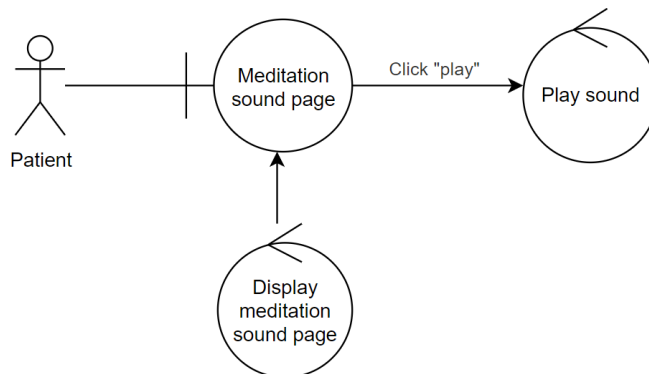 Patient
Meditation
sound page
Click "play"
Play sound
Display
meditation
sound page